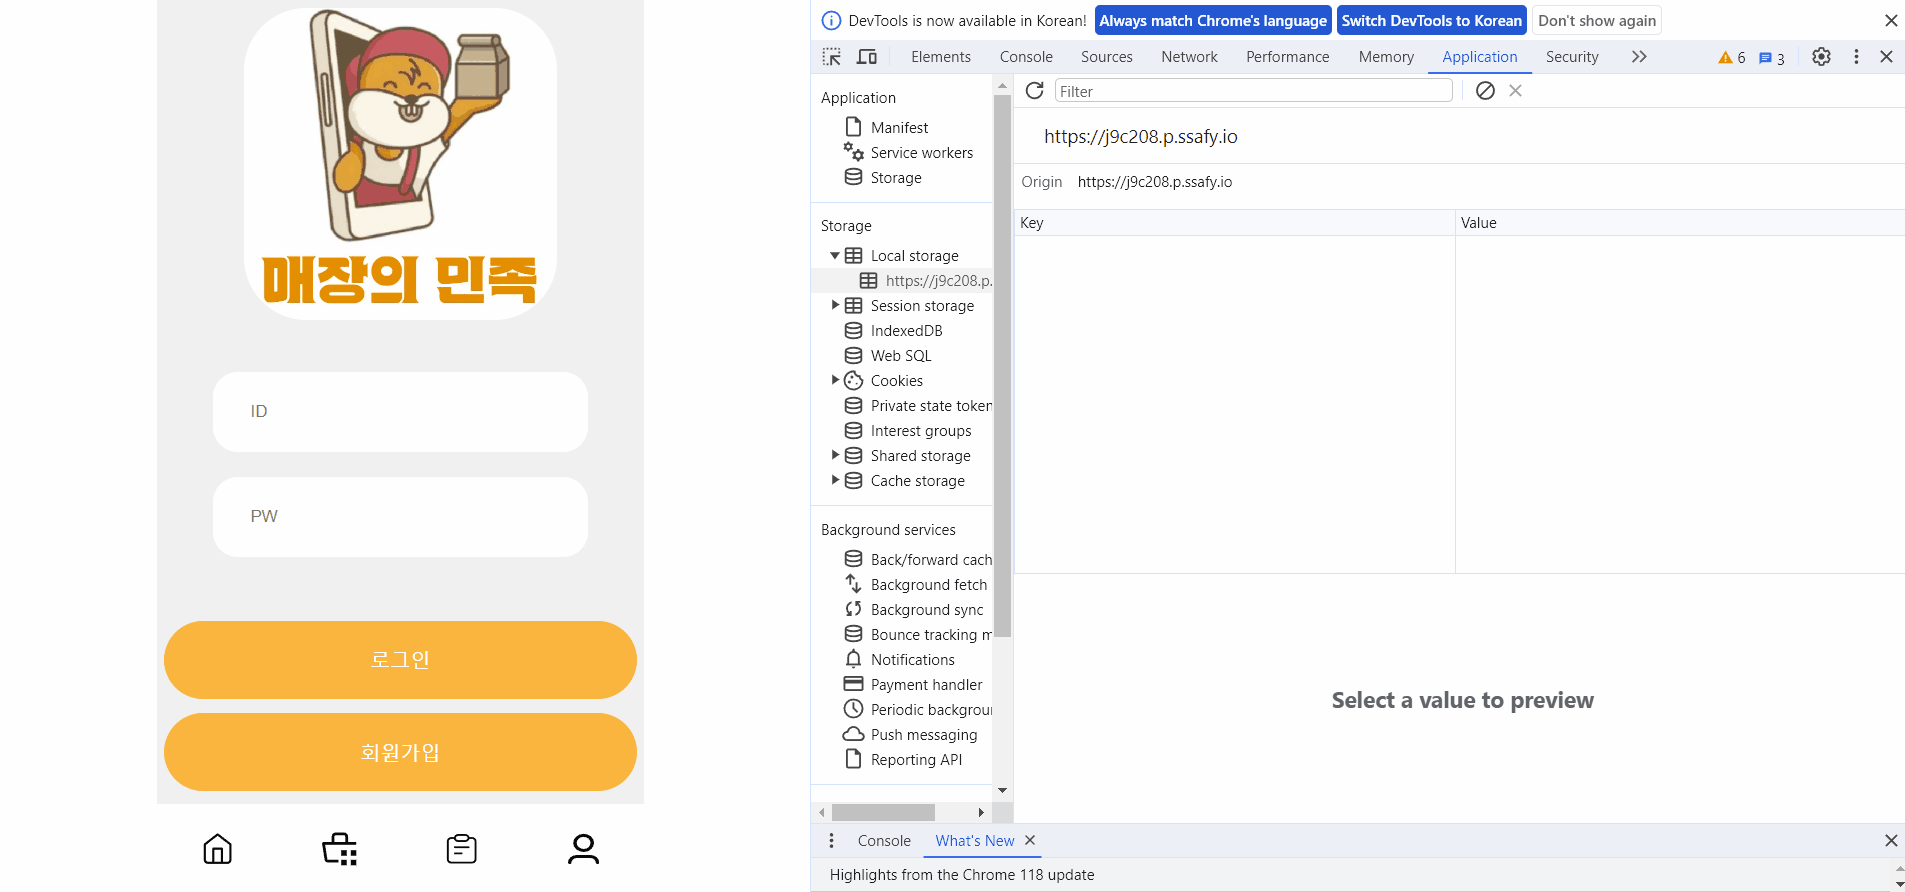 매장의 민족
ID
PW
로그인
회원가입
DevTools is now available in Korean! Always match Chrome's language Switch DevTools to Korean Don't show again
Elements Console Sources Network Performance Memory Application Security 6 3
Application
Manifest
Service workers
Storage
Storage
Local storage
https://j9c208.p.
Session storage
IndexedDB
Web SQL
Cookies
Private state token
Interest groups
Shared storage
Cache storage
Background services
Back/forward cach
Background fetch
Background sync
Bounce tracking m
Notifications
Payment handler
Periodic backgrou
Push messaging
Reporting API
Filter
https://j9c208.p.ssafy.io
Origin https://j9c208.p.ssafy.io
Key Value
Select a value to preview
Console What's New
Highlights from the Chrome 118 update